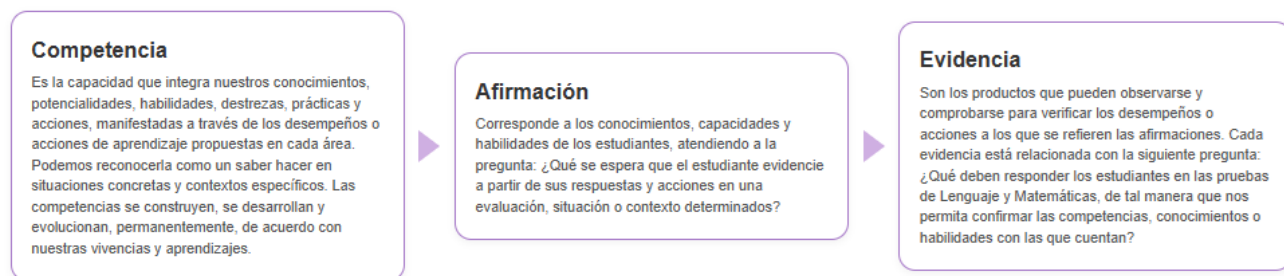 Competencia
Es la capacidad que integra nuestros conocimientos,
potencialidades, habilidades, destrezas, prácticas y
acciones, manifestadas a través de los desempeños o
acciones de aprendizaje propuestas en cada área.
Podemos reconocerla como un saber hacer en
situaciones concretas y contextos específicos. Las
competencias se construyen, se desarrollan y
evolucionan, permanentemente, de acuerdo con
nuestras vivencias y aprendizajes.
Afirmación
Corresponde a los conocimientos, capacidades y
habilidades de los estudiantes, atendiendo a la
pregunta: ¿Qué se espera que el estudiante evidencie
a partir de sus respuestas y acciones en una
evaluación, situación o contexto determinados?
Evidencia
Son los productos que pueden observarse y
comprobarse para verificar los desempeños o
acciones a los que se refieren las afirmaciones. Cada
evidencia está relacionada con la siguiente pregunta:
¿Qué deben responder los estudiantes en las pruebas
de Lenguaje y Matemáticas, de tal manera que nos
permita confirmar las competencias, conocimientos o
habilidades con las que cuentan?